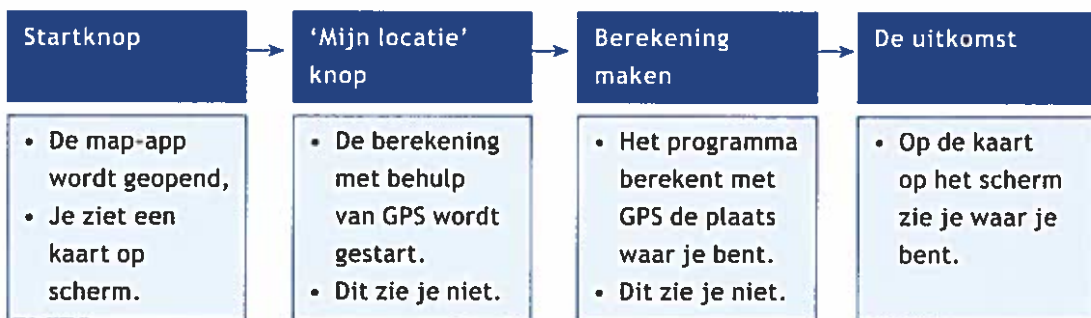 Startknop
'Mijn locatie'
knop
Berekening
maken
De uitkomst
• De map-app
wordt geopend,
• Je ziet een
kaart op
scherm.
• De berekening
met behulp
van GPS wordt
gestart.
• Dit zie je niet.
• Het programma
berekent met
GPS de plaats
waar je bent.
• Dit zie je niet.
• Op de kaart
op het scherm
zie je waar je
bent.